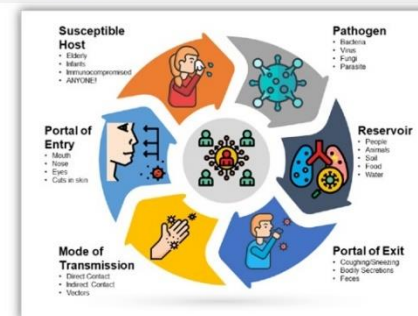 Susceptible
Host
• Elderly
• Infants
• Immunocompromised
• ANYONE!
Pathogen
• Bacteria
• Virus
• Fungi
• Parasite
Portal of
Entry
• Mouth
• Nose
• Eyes
• Cuts in skin
Reservoir
• People
• Animals
• Soil
• Food
• Water
Mode of
Transmission
• Direct Contact
• Indirect Contact
• Vectors
Portal of Exit
• Coughing/Sneezing
• Bodily Secretions
• Feces